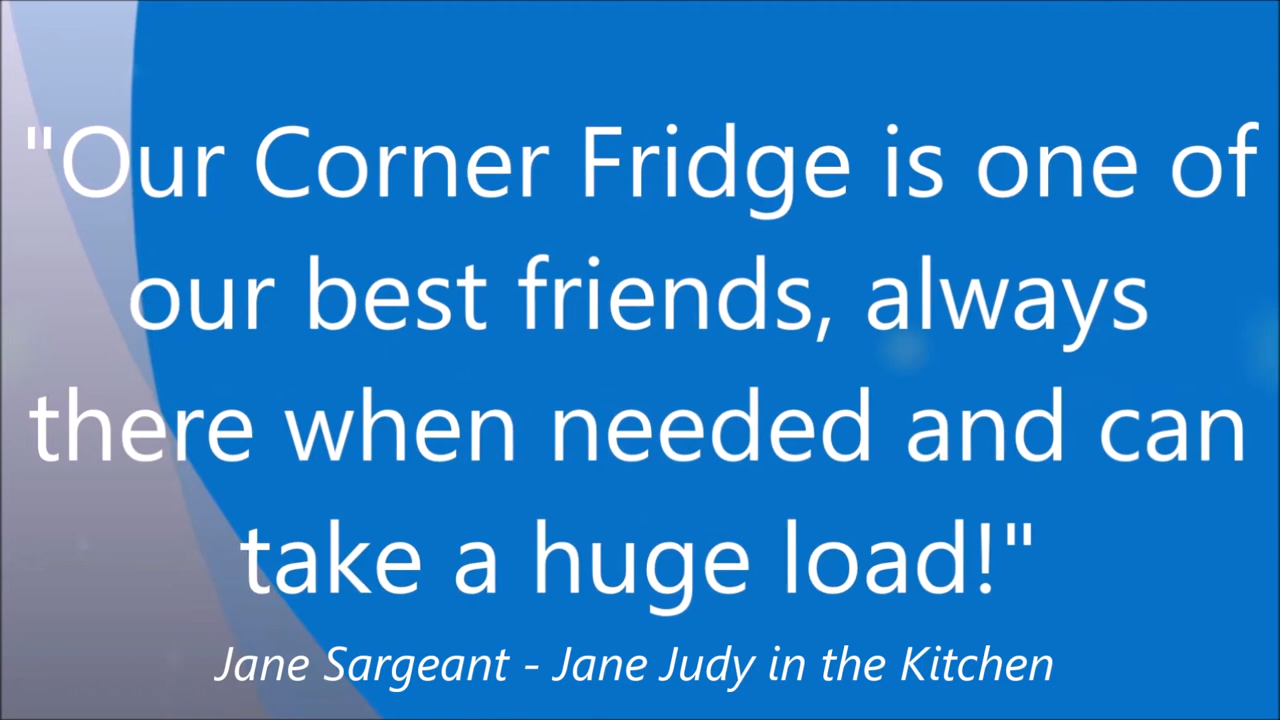 "Our Corner Fridge is one of
our best friends, always
there when needed and can
take a huge load!"
Jane Sargeant - Jane Judy in the Kitchen